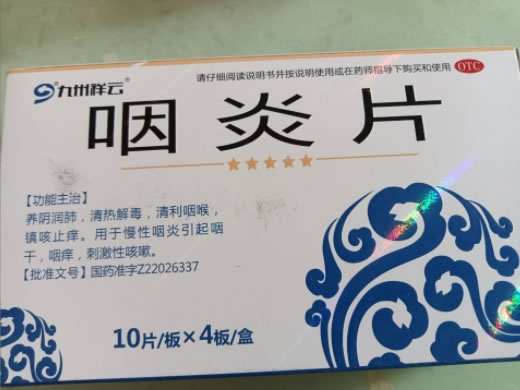 请仔细阅读说明书并按说明使用或在药师指导下购买和使用 OTC
九州祥云
咽炎片
【功能主治】
养阴润肺，清热解毒，清利咽喉，
镇咳止痒。用于慢性咽炎引起咽
干，咽痒，刺激性咳嗽。
【批准文号】国药准字Z22026337
10片/板×4板/盒